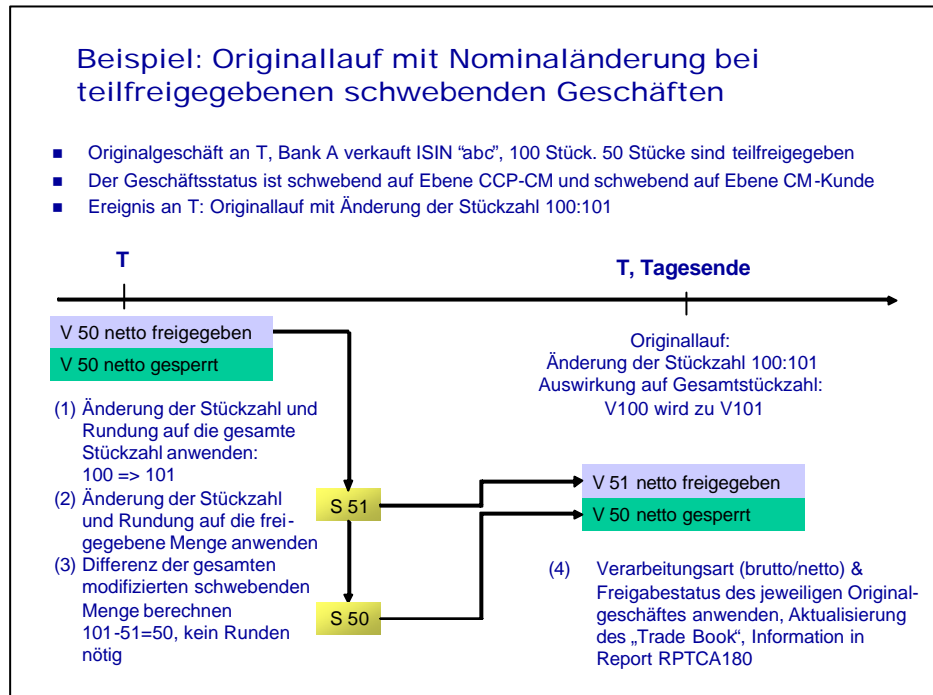 Beispiel: Originallauf mit Nominaländerung bei
teilfreigegebenen schwebenden Geschäften
Originalgeschäft an T, Bank A verkauft ISIN “abc”, 100 Stück. 50 Stücke sind teilfreigegeben
Der Geschäftsstatus ist schwebend auf Ebene CCP-CM und schwebend auf Ebene CM-Kunde
Ereignis an T: Originallauf mit Änderung der Stückzahl 100:101
T
T, Tagesende
V 50 netto freigegeben
V 50 netto gesperrt
Originallauf:
Änderung der Stückzahl 100:101
Auswirkung auf Gesamtstückzahl:
V100 wird zu V101
(1) Änderung der Stückzahl und
Rundung auf die gesamte
Stückzahl anwenden:
100 => 101
(2) Änderung der Stückzahl
und Rundung auf die frei-
gegebene Menge anwenden
(3) Differenz der gesamten
modifizierten schwebenden
Menge berechnen
101-51=50, kein Runden
nötig
S 51
S 50
V 51 netto freigegeben
V 50 netto gesperrt
(4) Verarbeitungsart (brutto/netto) &
Freigabestatus des jeweiligen Original-
geschäftes anwenden, Aktualisierung
des „Trade Book“, Information in
Report RPTCA180